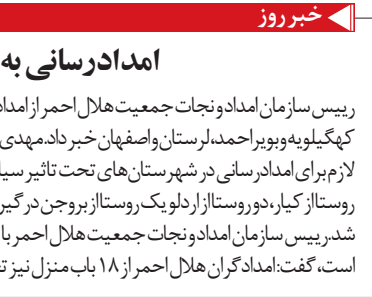 خبر روز
امدادرسانی به
رییس سازمان امداد و نجات جمعیت هلال احمر از
کهگیلویه و بویراحمد، لرستان و اصفهان خبر داد. مهدی
لازم برای امدادرسانی در شهرستان‌های تحت تاثیر
روستا از کیار، دو روستا از اردل و یک روستا از بروجن در گیر
شد. رییس سازمان امداد و نجات جمعیت هلال احمر با
است، گفت: امدادگران هلال احمر از ۱۸ باب منزل نیز